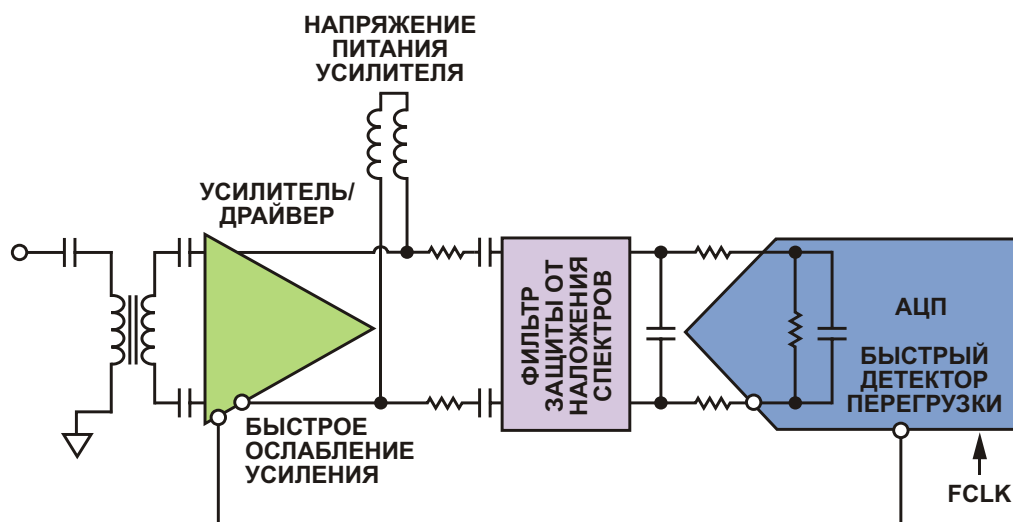 НАПРЯЖЕНИЕ
ПИТАНИЯ
УСИЛИТЕЛЯ
УСИЛИТЕЛЬ/
ДРАЙВЕР
БЫСТРОЕ
ОСЛАБЛЕНИЕ
УСИЛЕНИЯ
ФИЛЬТР
ЗАЩИТЫ ОТ
НАЛОЖЕНИЯ
СПЕКТРОВ
АЦП
БЫСТРЫЙ
ДЕТЕКТОР
ПЕРЕГРУЗКИ
FCLK